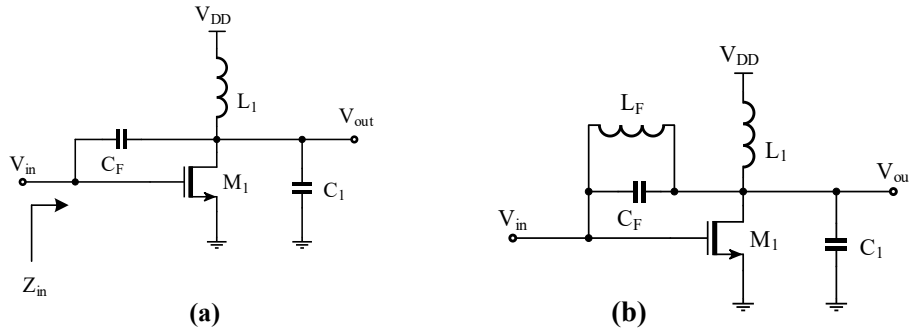 V_DD
L_1
V_out
V_in
C_F
M_1
C_1
Z_in
(a)
V_DD
L_F
L_1
V_ou
C_F
V_in
M_1
C_1
(b)